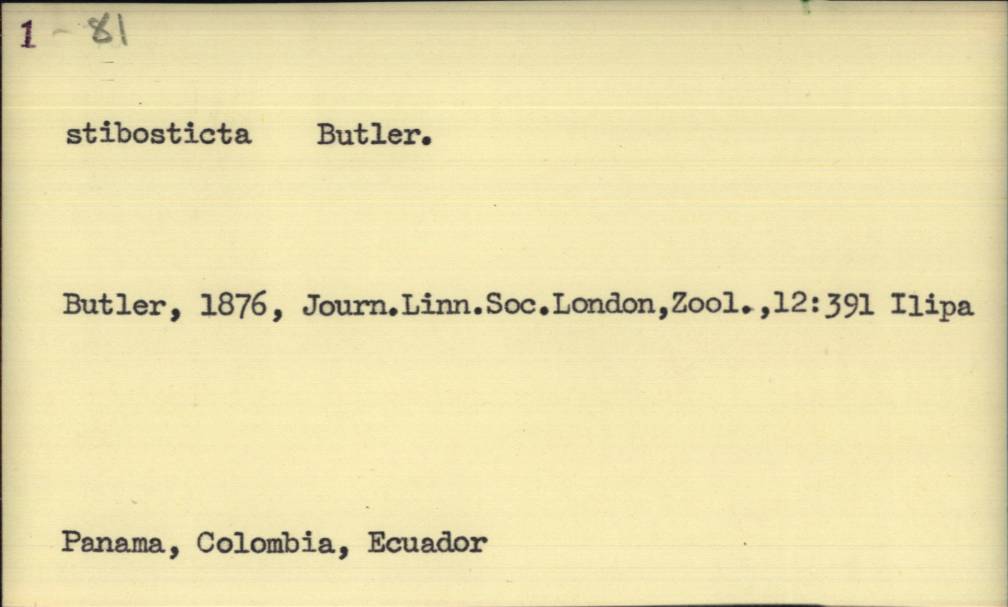 1 - 81
stibosticta Butler.
Butler, 1876, Journ.Linn.Soc.London,Zool.,12:391 Ilipa
Panama, Colombia, Ecuador